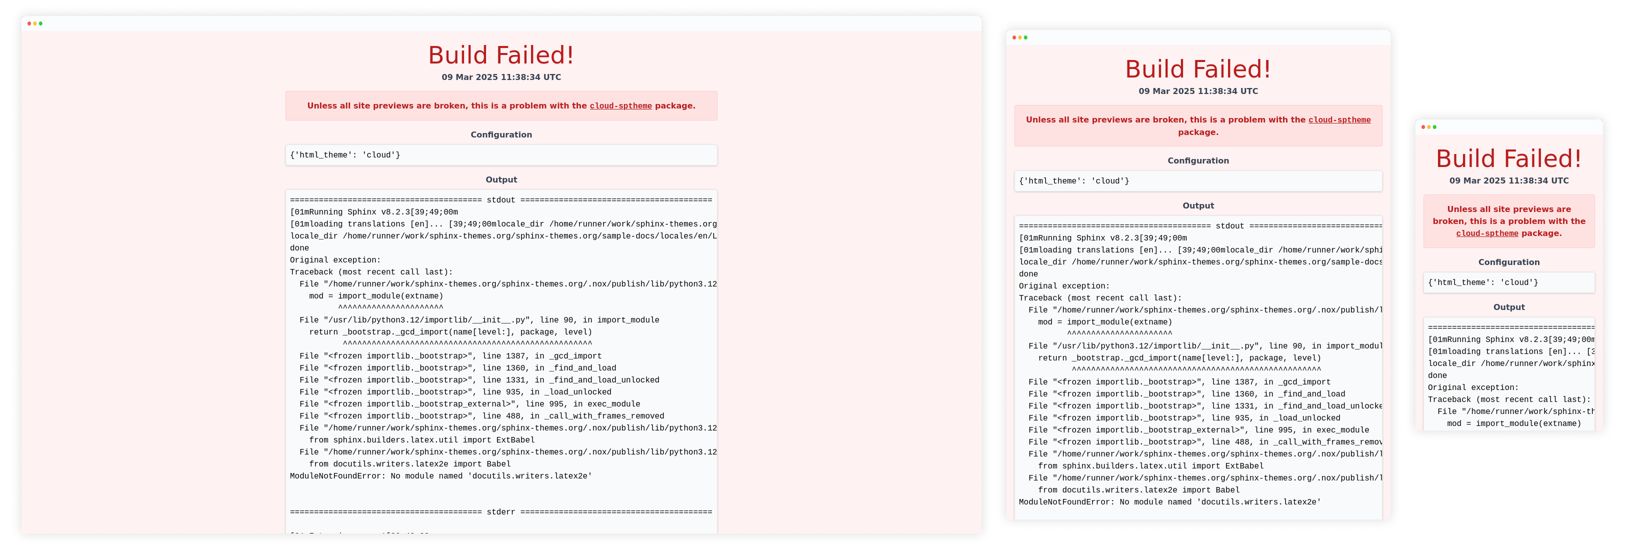 Build Failed!
09 Mar 2025 11:38:34 UTC
Unless all site previews are broken, this is a problem with the cloud-sptheme package.
Configuration
{'html_theme': 'cloud'}
Output
======================================== stdout ========================================
[01mRunning Sphinx v8.2.3[39;49;00m
[01mloading translations [en]... [39;49;00mlocale_dir /home/runner/work/sphinx-themes.org
locale_dir /home/runner/work/sphinx-themes.org/sphinx-themes.org/sample-docs/locales/en/L
done
Original exception:
Traceback (most recent call last):
  File "/home/runner/work/sphinx-themes.org/sphinx-themes.org/.nox/publish/lib/python3.12
    mod = import_module(extname)
          ^^^^^^^^^^^^^^^^^^^^^^
  File "/usr/lib/python3.12/importlib/__init__.py", line 90, in import_module
    return _bootstrap._gcd_import(name[level:], package, level)
           ^^^^^^^^^^^^^^^^^^^^^^^^^^^^^^^^^^^^^^^^^^^^^^^^^^^^
  File "<frozen importlib._bootstrap>", line 1387, in _gcd_import
  File "<frozen importlib._bootstrap>", line 1360, in _find_and_load
  File "<frozen importlib._bootstrap>", line 1331, in _find_and_load_unlocked
  File "<frozen importlib._bootstrap>", line 935, in _load_unlocked
  File "<frozen importlib._bootstrap_external>", line 995, in exec_module
  File "<frozen importlib._bootstrap>", line 488, in _call_with_frames_removed
  File "/home/runner/work/sphinx-themes.org/sphinx-themes.org/.nox/publish/lib/python3.12
    from sphinx.builders.latex.util import ExtBabel
  File "/home/runner/work/sphinx-themes.org/sphinx-themes.org/.nox/publish/lib/python3.12
    from docutils.writers.latex2e import Babel
ModuleNotFoundError: No module named 'docutils.writers.latex2e'
======================================== stderr ========================================
Build Failed!
09 Mar 2025 11:38:34 UTC
Unless all site previews are broken, this is a problem with the cloud-sptheme
package.
Configuration
{'html_theme': 'cloud'}
Output
======================================== stdout ============================
[01mRunning Sphinx v8.2.3[39;49;00m
[01mloading translations [en]... [39;49;00mlocale_dir /home/runner/work/sphi
locale_dir /home/runner/work/sphinx-themes.org/sphinx-themes.org/sample-docs
done
Original exception:
Traceback (most recent call last):
  File "/home/runner/work/sphinx-themes.org/sphinx-themes.org/.nox/publish/l
    mod = import_module(extname)
          ^^^^^^^^^^^^^^^^^^^^^^
  File "/usr/lib/python3.12/importlib/__init__.py", line 90, in import_modul
    return _bootstrap._gcd_import(name[level:], package, level)
           ^^^^^^^^^^^^^^^^^^^^^^^^^^^^^^^^^^^^^^^^^^^^^^^^^^^^
  File "<frozen importlib._bootstrap>", line 1387, in _gcd_import
  File "<frozen importlib._bootstrap>", line 1360, in _find_and_load
  File "<frozen importlib._bootstrap>", line 1331, in _find_and_load_unlocke
  File "<frozen importlib._bootstrap>", line 935, in _load_unlocked
  File "<frozen importlib._bootstrap_external>", line 995, in exec_module
  File "<frozen importlib._bootstrap>", line 488, in _call_with_frames_remov
  File "/home/runner/work/sphinx-themes.org/sphinx-themes.org/.nox/publish/l
    from sphinx.builders.latex.util import ExtBabel
  File "/home/runner/work/sphinx-themes.org/sphinx-themes.org/.nox/publish/l
    from docutils.writers.latex2e import Babel
ModuleNotFoundError: No module named 'docutils.writers.latex2e'
Build Failed!
09 Mar 2025 11:38:34 UTC
Unless all site previews are
broken, this is a problem with the
cloud-sptheme package.
Configuration
{'html_theme': 'cloud'}
Output
===================================
[01mRunning Sphinx v8.2.3[39;49;00m
[01mloading translations [en]... [3
locale_dir /home/runner/work/sphinx
done
Original exception:
Traceback (most recent call last):
  File "/home/runner/work/sphinx-th
    mod = import_module(extname)